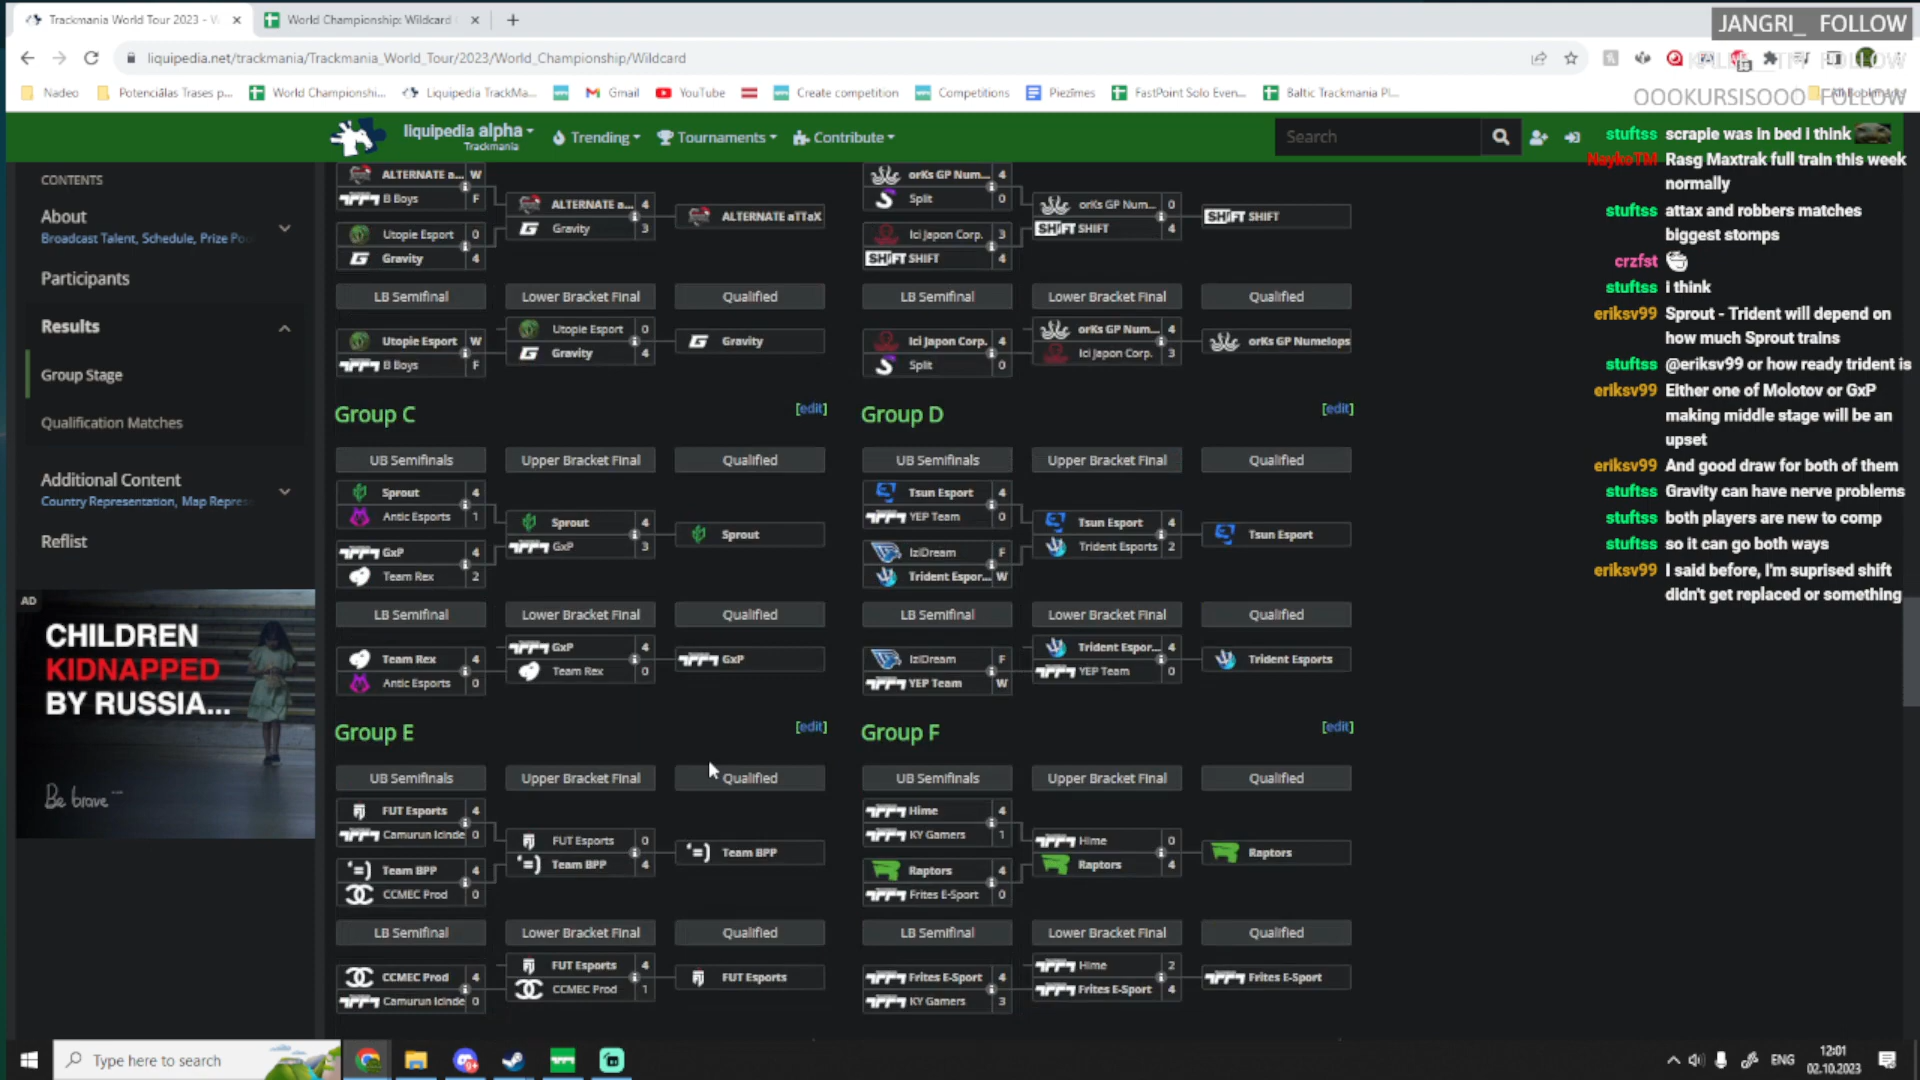 Trackmania World Tour 2023 - W
World Championship: Wildcard
JANGRI_ FOLLOW
liquipedia.net/trackmania/Trackmania_World_Tour/2023/World_Championship/Wildcard
FOLLOW
Nadeo
Potenciālas Trases p...
World Championshi...
Liquipedia TrackMa...
Gmail
YouTube
Create competition
Competitions
Piezīmes
FastPoint Solo Even...
Baltic Trackmania Pl...
OOOKURSISOOO FOLLOW
liquipedia alpha
Trackmania
Trending
Tournaments
Contribute
Search
CONTENTS
About
Broadcast Talent, Schedule, Prize Po
Participants
Results
Group Stage
Qualification Matches
Additional Content
Country Representation, Map Repres
Reflist
AD
CHILDREN
KIDNAPPED
BY RUSSIA...
Be brave
ALTERNATE a... W
B Boys F
Utopie Esport 0
Gravity 4
ALTERNATE a... 4
Gravity 3
ALTERNATE aTTaX
LB Semifinal
Lower Bracket Final
Qualified
Utopie Esport W
B Boys F
Utopie Esport 0
Gravity 4
Gravity
orKs GP Num... 4
Split 0
Ici Japon Corp. 3
SHIFT SHIFT 4
orKs GP Num... 0
SHIFT SHIFT 4
SHIFT SHIFT
LB Semifinal
Lower Bracket Final
Qualified
Ici Japon Corp. 4
Split 0
orKs GP Num... 4
Ici Japon Corp. 3
orKs GP Numelops
Group C [edit]
UB Semifinals
Upper Bracket Final
Qualified
Sprout 4
Antic Esports 1
GxP 4
Team Rex 2
Sprout 4
GxP 3
Sprout
LB Semifinal
Lower Bracket Final
Qualified
Team Rex 4
Antic Esports 0
GxP 4
Team Rex 0
GxP
Group D [edit]
UB Semifinals
Upper Bracket Final
Qualified
Tsun Esport 4
YEP Team 0
IziDream F
Trident Espor... W
Tsun Esport 4
Trident Esports 2
Tsun Esport
LB Semifinal
Lower Bracket Final
Qualified
IziDream F
YEP Team W
Trident Espor... 4
YEP Team 0
Trident Esports
Group E [edit]
UB Semifinals
Upper Bracket Final
Qualified
FUT Esports 4
Camurun Icinde 0
Team BPP 4
CCMEC Prod 0
FUT Esports 0
Team BPP 4
Team BPP
LB Semifinal
Lower Bracket Final
Qualified
CCMEC Prod 4
Camurun Icinde 0
FUT Esports 4
CCMEC Prod 1
FUT Esports
Group F [edit]
UB Semifinals
Upper Bracket Final
Qualified
Hime 4
KY Gamers 1
Raptors 4
Frites E-Sport 0
Hime 0
Raptors 4
Raptors
LB Semifinal
Lower Bracket Final
Qualified
Frites E-Sport 4
KY Gamers 3
Hime 2
Frites E-Sport 4
Frites E-Sport
stuftss scraple was in bed i think
NaykoTM Rasg Maxtrak full train this week
normally
stuftss attax and robbers matches
biggest stomps
crzfst
stuftss i think
eriksv99 Sprout - Trident will depend on
how much Sprout trains
stuftss @eriksv99 or how ready trident is
eriksv99 Either one of Molotov or GxP
making middle stage will be an
upset
eriksv99 And good draw for both of them
stuftss Gravity can have nerve problems
stuftss both players are new to comp
stuftss so it can go both ways
eriksv99 I said before, I'm suprised shift
didn't get replaced or something
Type here to search
ENG
12:01
02.10.2023